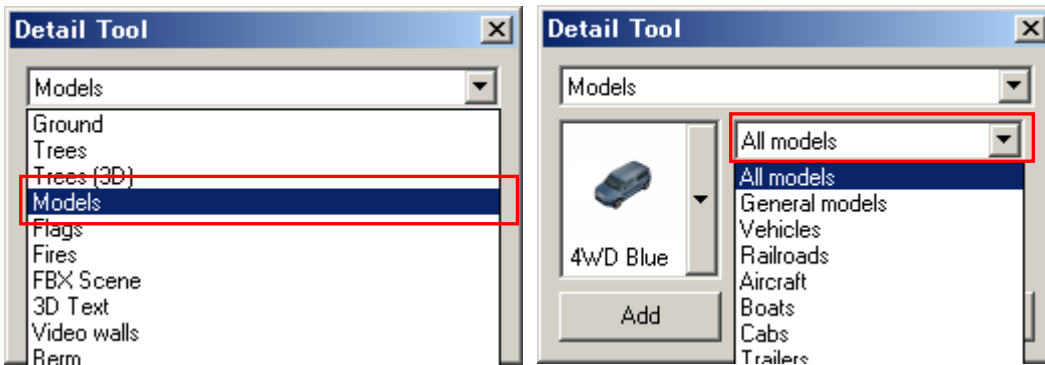 Detail Tool
Models
Ground
Trees
Trees (3D)
Models
Flags
Fires
FBX Scene
3D Text
Video walls
Berm
Detail Tool
Models
4WD Blue
Add
All models
All models
General models
Vehicles
Railroads
Aircraft
Boats
Cabs
Trailers